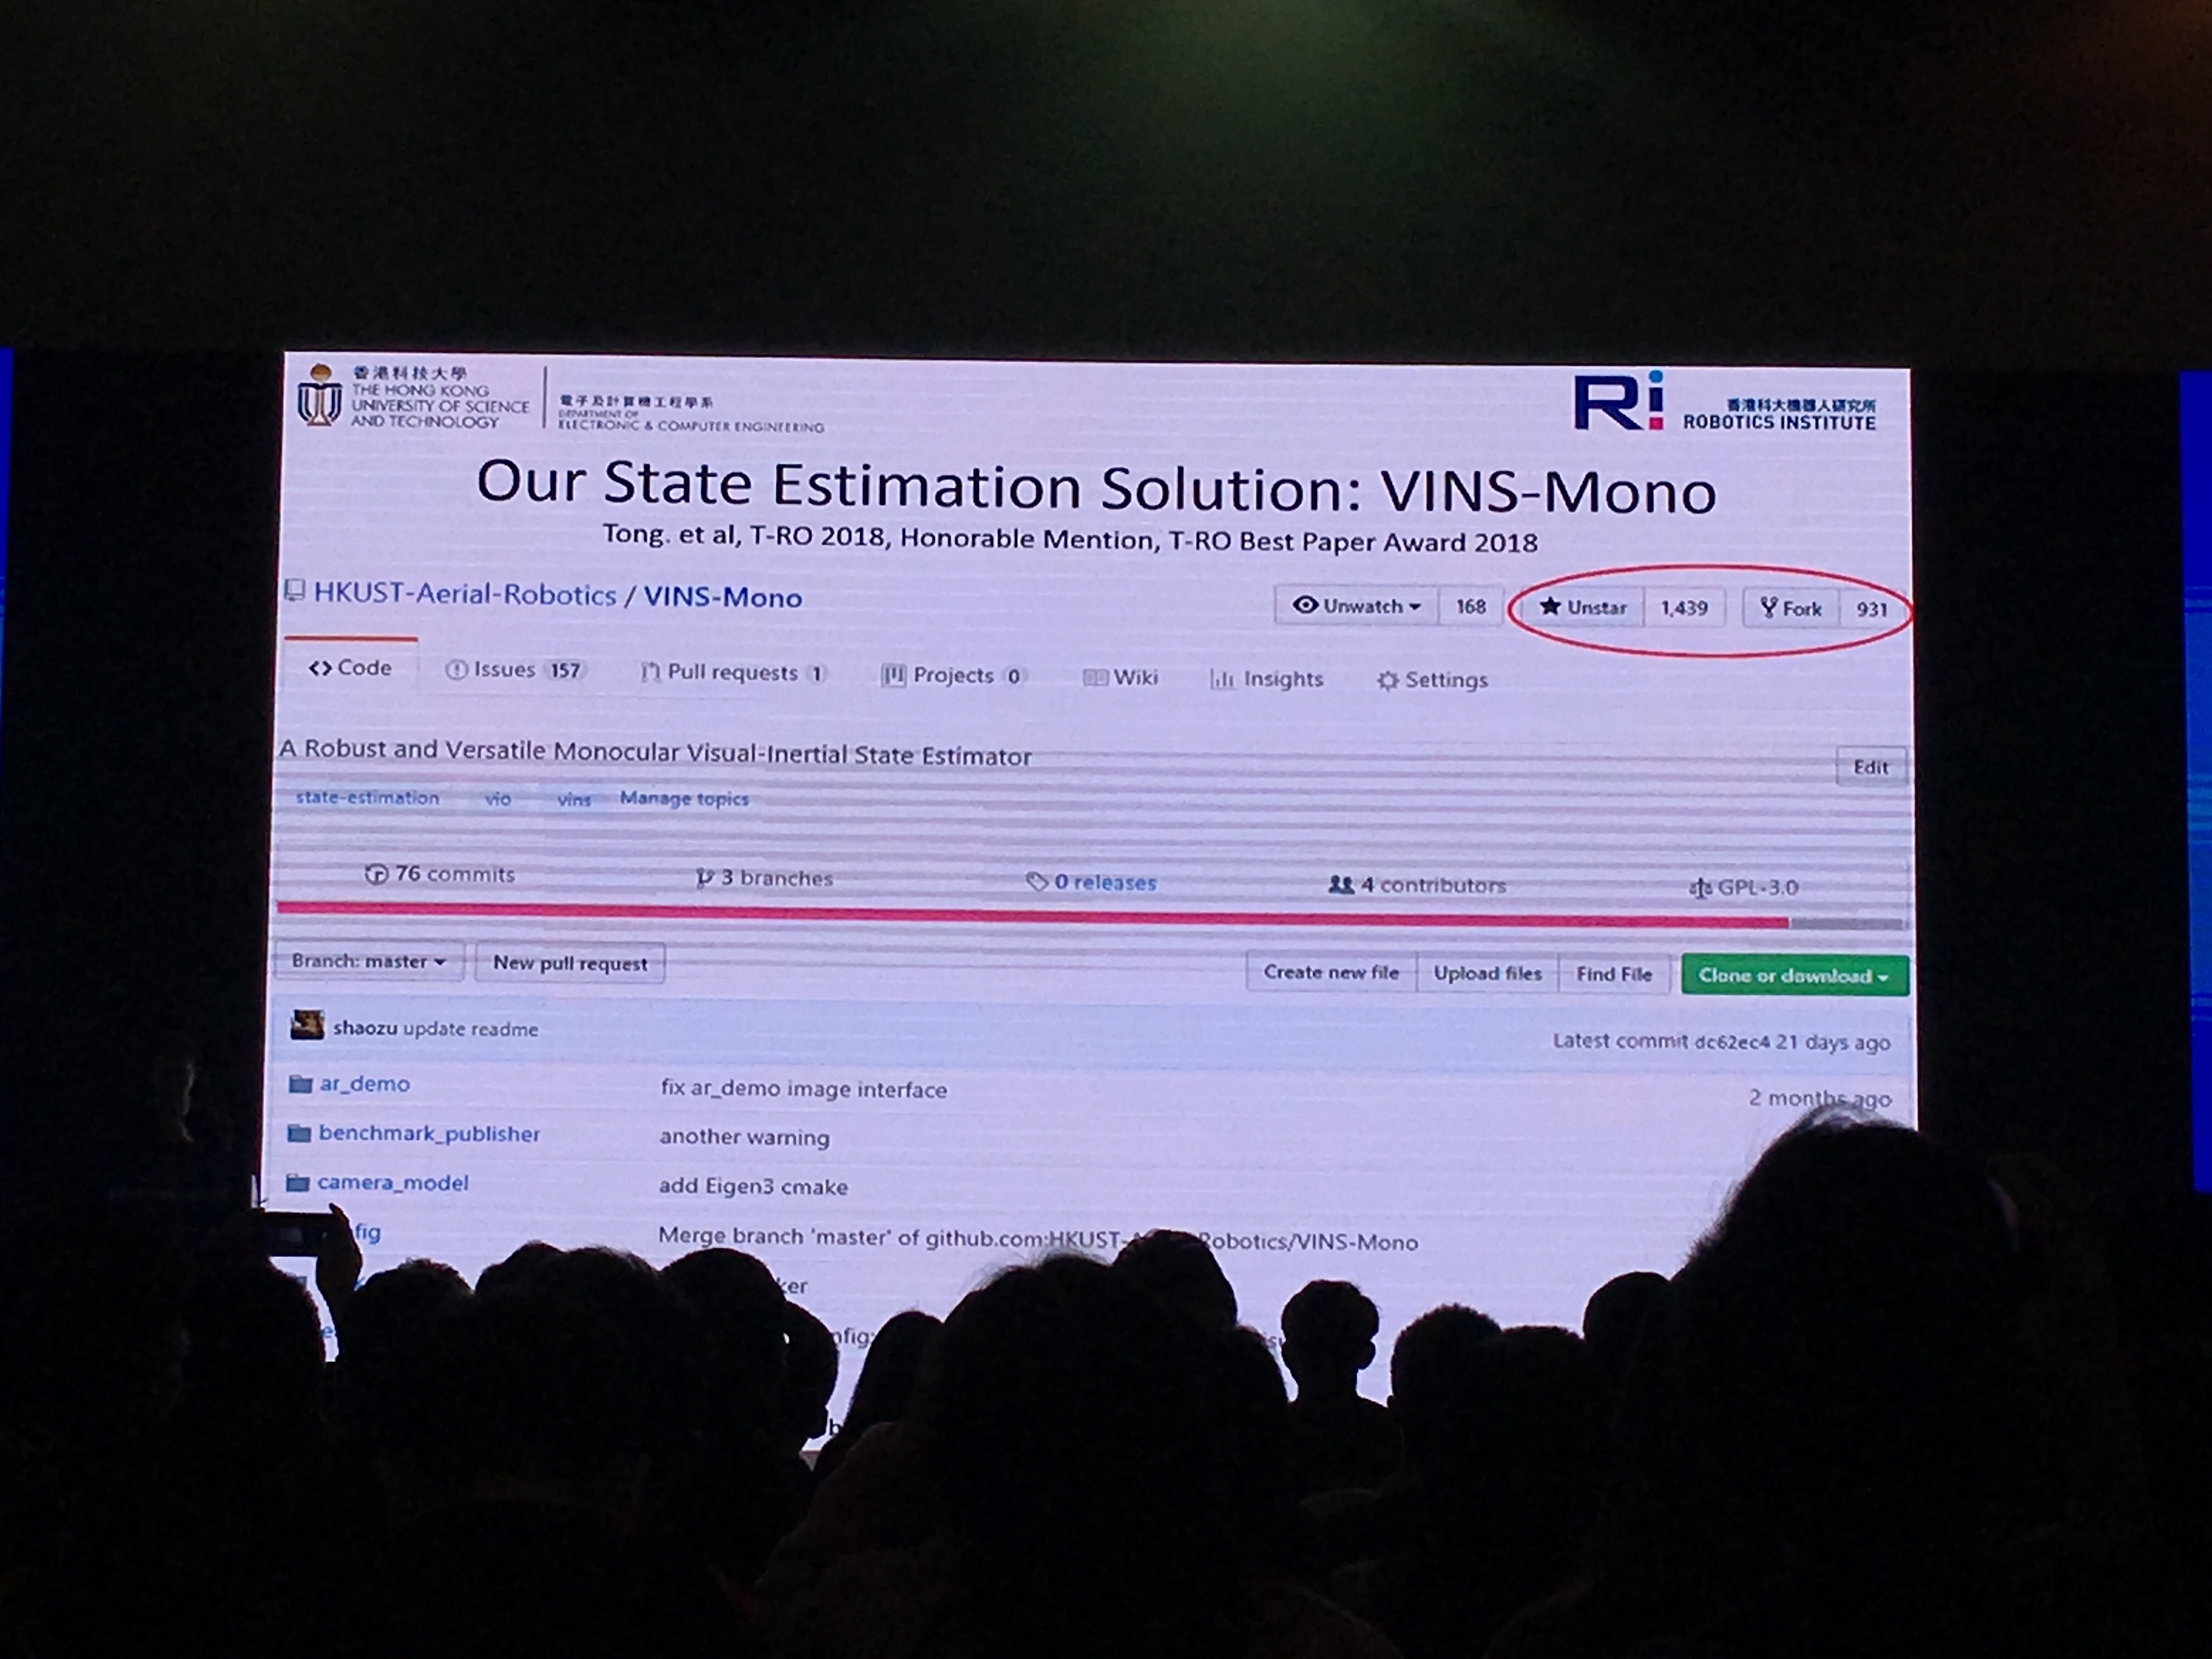 香港科技大學
THE HONG KONG
UNIVERSITY OF SCIENCE
AND TECHNOLOGY
電子及計算機工程學系
DEPARTMENT OF
ELECTRONIC & COMPUTER ENGINEERING
Ri
香港科大機器人研究所
ROBOTICS INSTITUTE
Our State Estimation Solution: VINS-Mono
Tong. et al, T-RO 2018, Honorable Mention, T-RO Best Paper Award 2018
HKUST-Aerial-Robotics / VINS-Mono
Unwatch 168 Unstar 1,439 Fork 931
Code Issues 157 Pull requests 1 Projects 0 Wiki Insights Settings
A Robust and Versatile Monocular Visual-Inertial State Estimator
Edit
state-estimation vio vins Manage topics
76 commits 3 branches 0 releases 4 contributors GPL-3.0
Branch: master New pull request Create new file Upload files Find File Clone or download
shaozu update readme Latest commit dc62ec4 21 days ago
ar_demo fix ar_demo image interface 2 months ago
benchmark_publisher another warning
camera_model add Eigen3 cmake
fig Merge branch 'master' of github.com:HKUST- Robotics/VINS-Mono